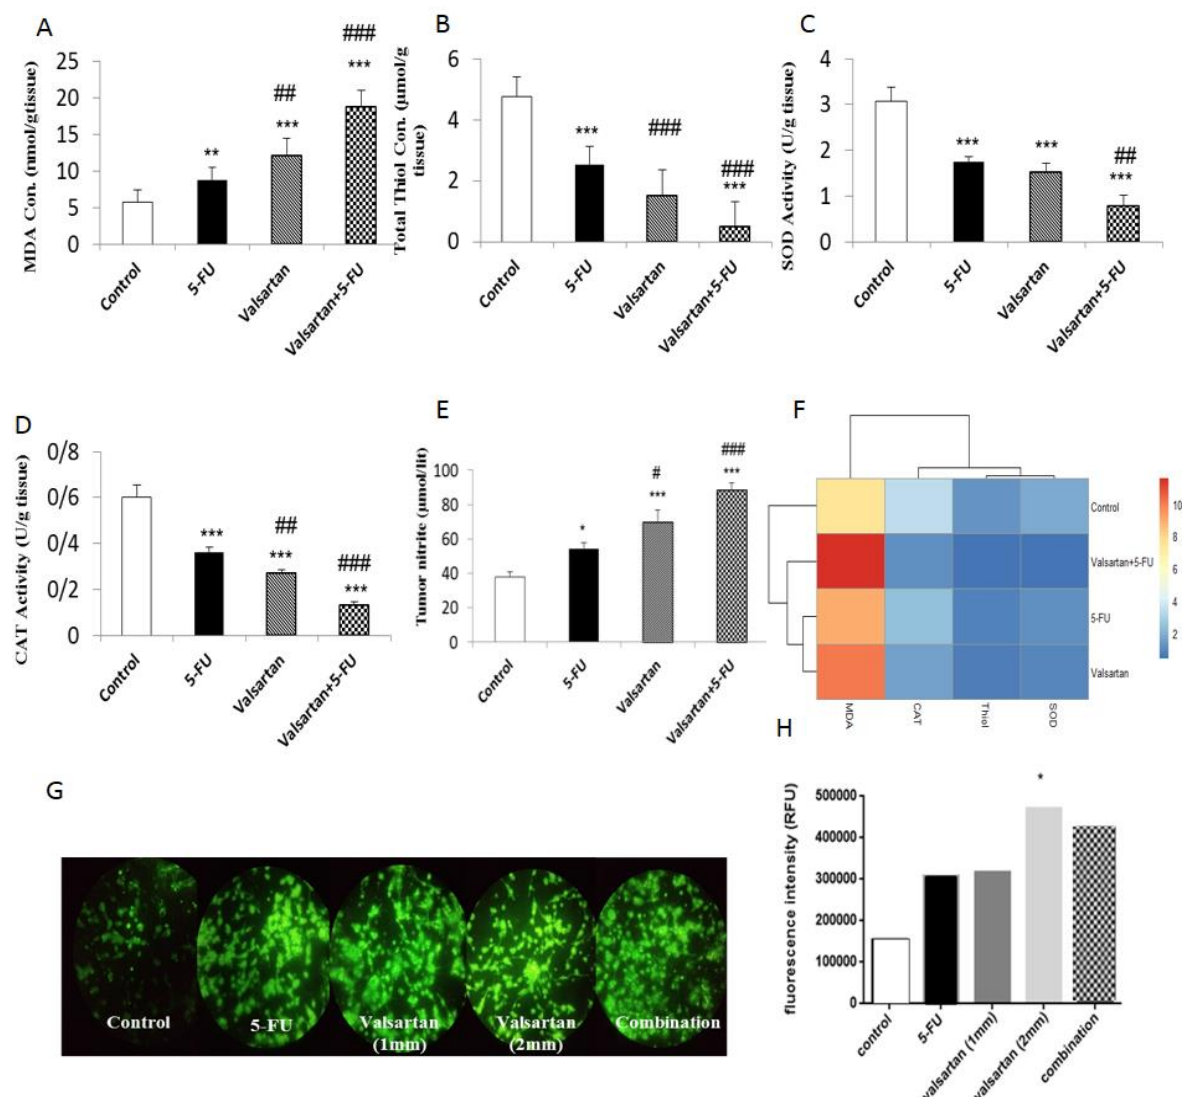 A
MDA Con. (nmol/gtissue)
25
20
15
10
5
0
**
##
***
###
***
Control
5-FU
Valsartan
Valsartan+5-FU
B
Total Thiol Con. (µmol/g
tissue)
6
4
2
0
***
###
###
***
Control
5-FU
Valsartan
Valsartan+5-FU
C
SOD Activity (U/g tissue)
4
3
2
1
0
***
***
##
***
Control
5-FU
Valsartan
Valsartan+5-FU
D
CAT Activity (U/g tissue)
0/8
0/6
0/4
0/2
0
***
##
***
###
***
Control
5-FU
Valsartan
Valsartan+5-FU
E
Tumor nitrite (µmol/lit)
100
80
60
40
20
0
*
#
***
###
***
Control
5-FU
Valsartan
Valsartan+5-FU
F
Control
Valsartan+5-FU
5-FU
Valsartan
MDA
CAT
Thiol
SOD
10
8
6
4
2
G
Control
5-FU
Valsartan
(1mm)
Valsartan
(2mm)
Combination
H
fluorescence intensity (RFU)
500000
400000
300000
200000
100000
0
*
control
5-FU
valsartan (1mm)
valsartan (2mm)
combination